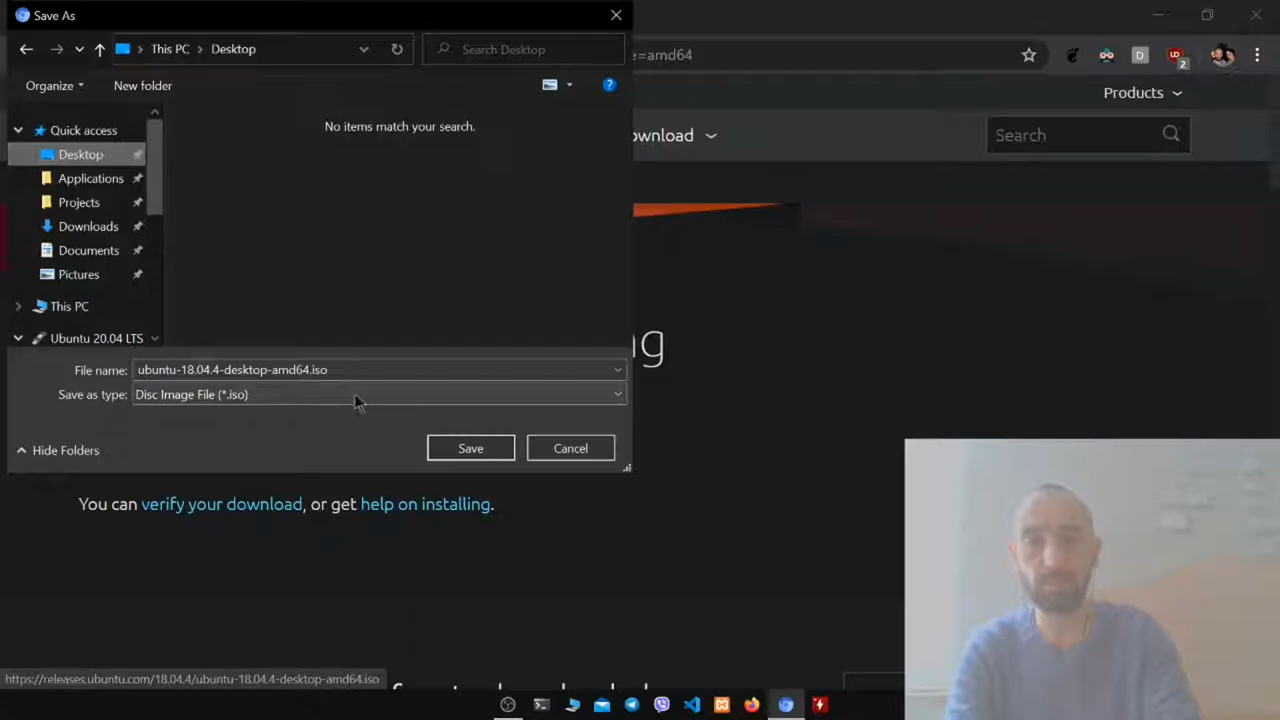 Save As
This PC
Desktop
Search Desktop
=amd64
D
2
Organize
New folder
?
Products
Quick access
No items match your search.
Desktop
ownload
Search
Applications
Projects
Downloads
Documents
Pictures
This PC
Ubuntu 20.04 LTS
ng
File name: ubuntu-18.04.4-desktop-amd64.iso
Save as type: Disc Image File (*.iso)
Hide Folders
Save
Cancel
You can verify your download, or get help on installing.
https://releases.ubuntu.com/18.04.4/ubuntu-18.04.4-desktop-amd64.iso